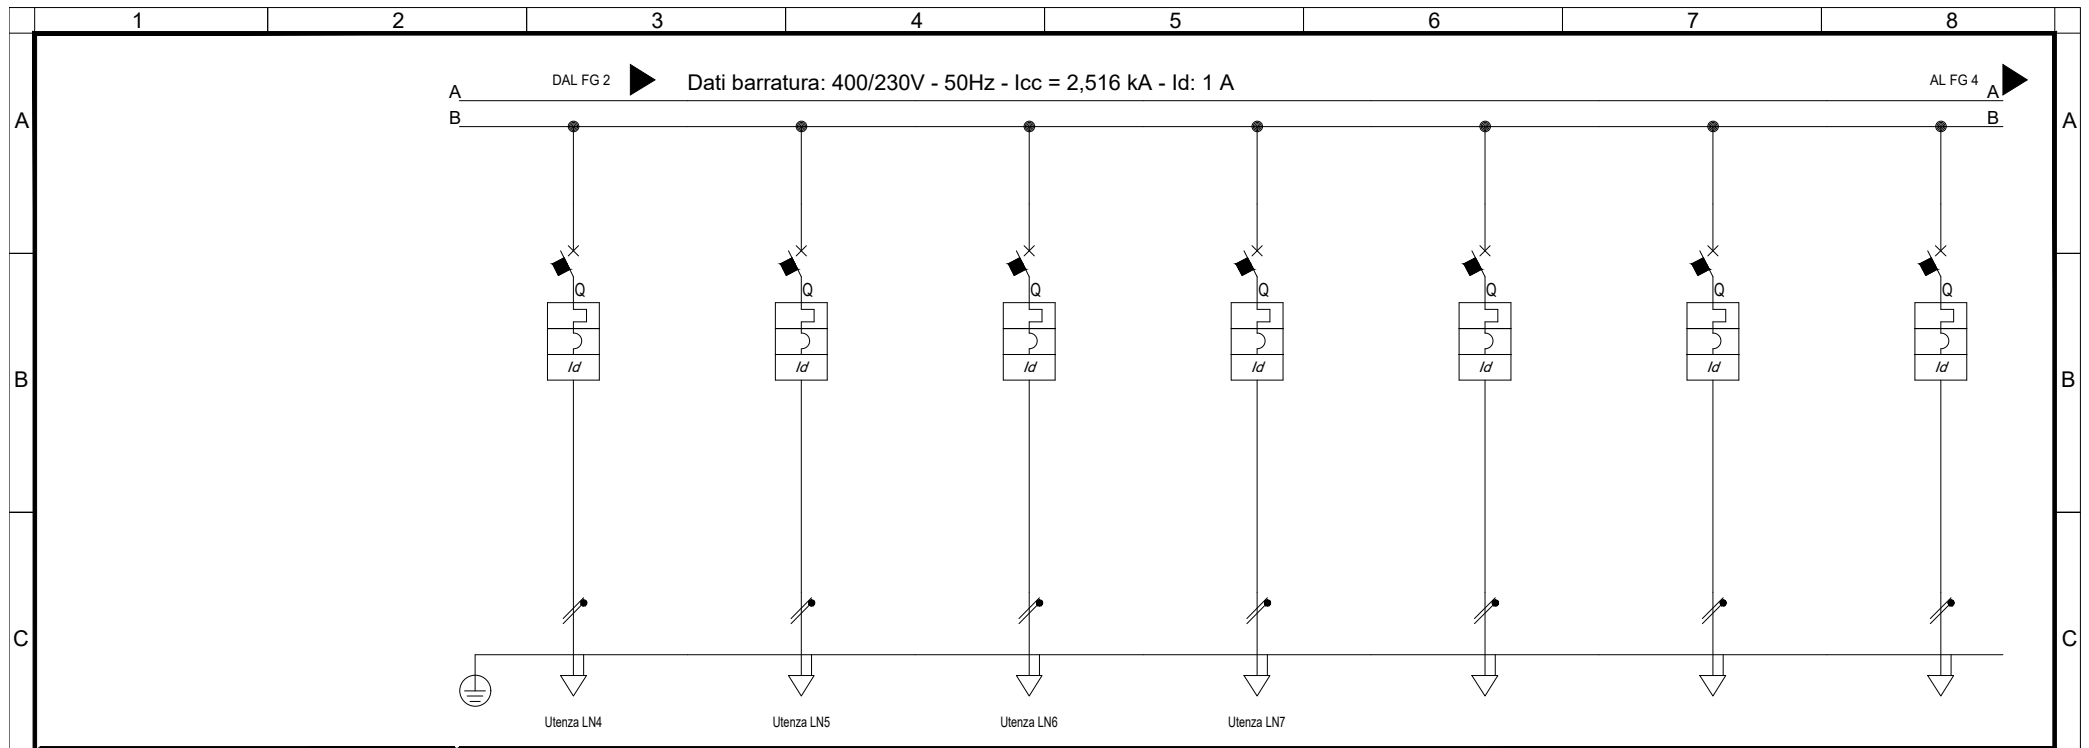 1 2 3 4 5 6 7 8
DAL FG 2 Dati barratura: 400/230V - 50Hz - Icc = 2,516 kA - Id: 1 A AL FG 4
A A
B B
A A
Q Q Q Q Q Q Q
Id Id Id Id Id Id Id
B B
C C
Utenza LN4 Utenza LN5 Utenza LN6 Utenza LN7